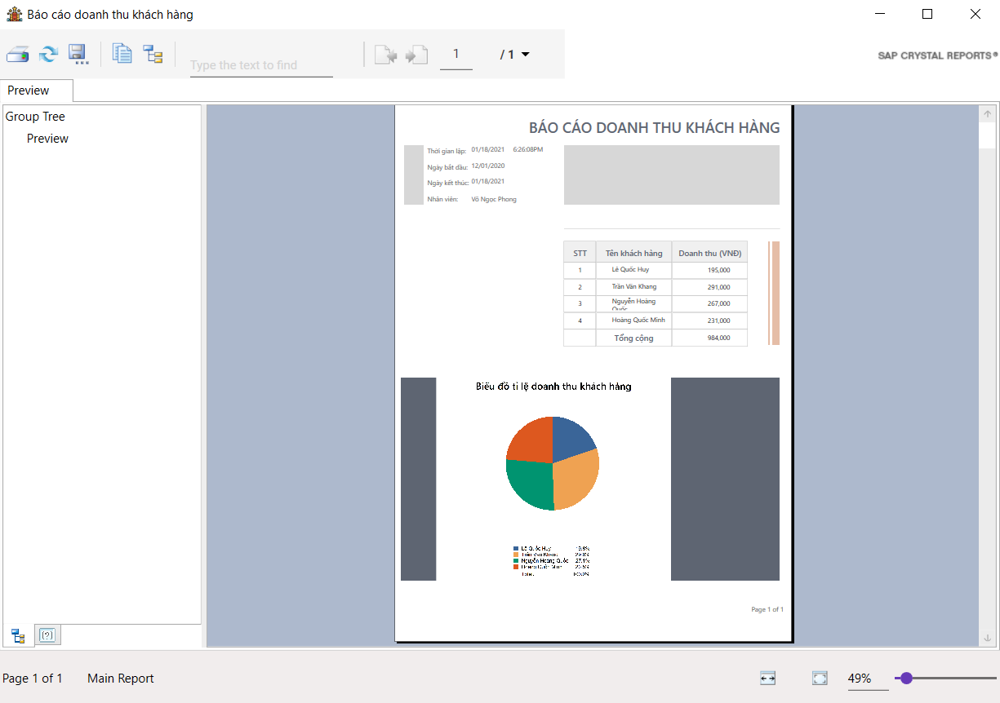 Báo cáo doanh thu khách hàng
Type the text to find
1
/ 1
SAP CRYSTAL REPORTS®
Preview
Group Tree
Preview
BÁO CÁO DOANH THU KHÁCH HÀNG
Thời gian lập: 01/18/2021 6:26:08PM
Ngày bắt đầu: 12/01/2020
Ngày kết thúc: 01/18/2021
Nhân viên: Võ Ngọc Phong
STT Tên khách hàng Doanh thu (VNĐ)
1 Lê Quốc Huy 195,000
2 Trần Văn Khang 291,000
3 Nguyễn Hoàng Quốc 267,000
4 Hoàng Quốc Minh 231,000
Tổng cộng 984,000
Biểu đồ tỉ lệ doanh thu khách hàng
Lê Quốc Huy 19.8%
Trần Văn Khang 29.6%
Nguyễn Hoàng Quốc 27.1%
Hoàng Quốc Minh 23.5%
Total: 100.0%
Page 1 of 1
Page 1 of 1 Main Report 49%